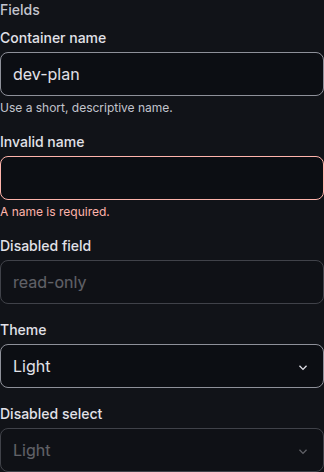 Fields
Container name
dev-plan
Use a short, descriptive name.
Invalid name
A name is required.
Disabled field
read-only
Theme
Light
Disabled select
Light